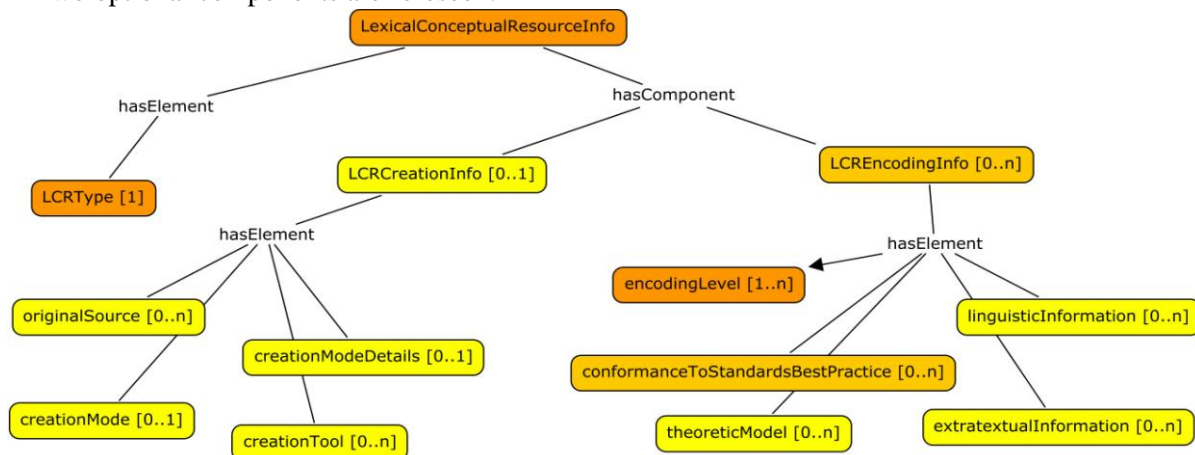 LexicalConceptualResourceInfo
hasElement
hasComponent
LCRType [1]
LCRCreationInfo [0..1]
LCREncodingInfo [0..n]
hasElement
hasElement
encodingLevel [1..n]
originalSource [0..n]
linguisticInformation [0..n]
creationModeDetails [0..1]
conformanceToStandardsBestPractice [0..n]
creationMode [0..1]
creationTool [0..n]
theoreticModel [0..n]
extratextualInformation [0..n]